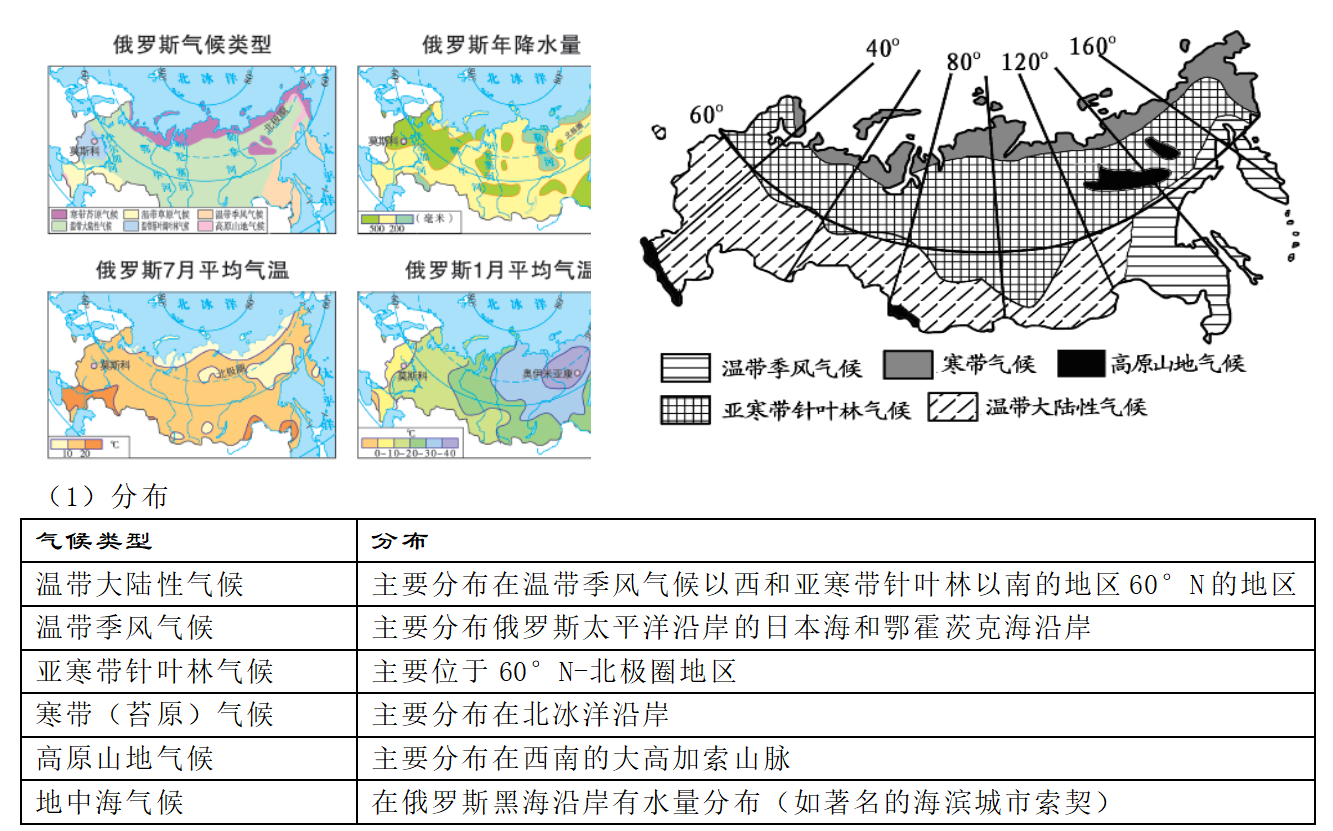 俄罗斯气候类型
北 冰 洋
北极圈
莫斯科
寒带苔原气候 温带草原气候 温带季风气候
高原山地气候
俄罗斯年降水量
北 冰 洋
北极圈
莫斯科
500 200 (毫米)
俄罗斯7月平均气温
北 冰 洋
莫斯科
北极圈
10 20 ℃
俄罗斯1月平均气温
北 冰 洋
莫斯科
奥伊米亚康
℃
0-10-20-30-40
40° 80° 120° 160°
60°
温带季风气候 寒带气候 高原山地气候
亚寒带针叶林气候 温带大陆性气候
（1）分布
气候类型 分布
温带大陆性气候 主要分布在温带季风气候以西和亚寒带针叶林以南的地区60°N的地区
温带季风气候 主要分布俄罗斯太平洋沿岸的日本海和鄂霍茨克海沿岸
亚寒带针叶林气候 主要位于60°N-北极圈地区
寒带（苔原）气候 主要分布在北冰洋沿岸
高原山地气候 主要分布在西南的大高加索山脉
地中海气候 在俄罗斯黑海沿岸有水量分布（如著名的海滨城市索契）